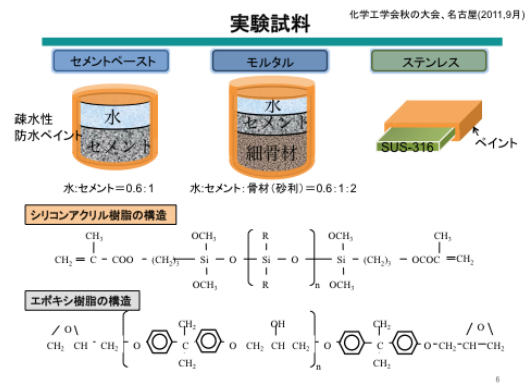 化学工学会秋の大会、名古屋(2011,9月)
実験試料
セメントペースト
モルタル
ステンレス
疎水性
防水ペイント
水
セメント
水
セメント
細骨材
SUS-316
ペイント
水:セメント=0.6:1
水:セメント:骨材(砂利)=0.6:1:2
シリコンアクリル樹脂の構造
CH3 OCH3 R OCH3 CH3
CH2 = C - COO - (CH2)3 - Si - O - Si - O - Si - (CH2)3 - OCOC = CH2
OCH3 R n OCH3
エポキシ樹脂の構造
O CH2 OH CH2 O
CH2 CH - CH2 O C O CH2 CH CH2 O C O - CH2 - CH - CH2
CH2 n CH2
6